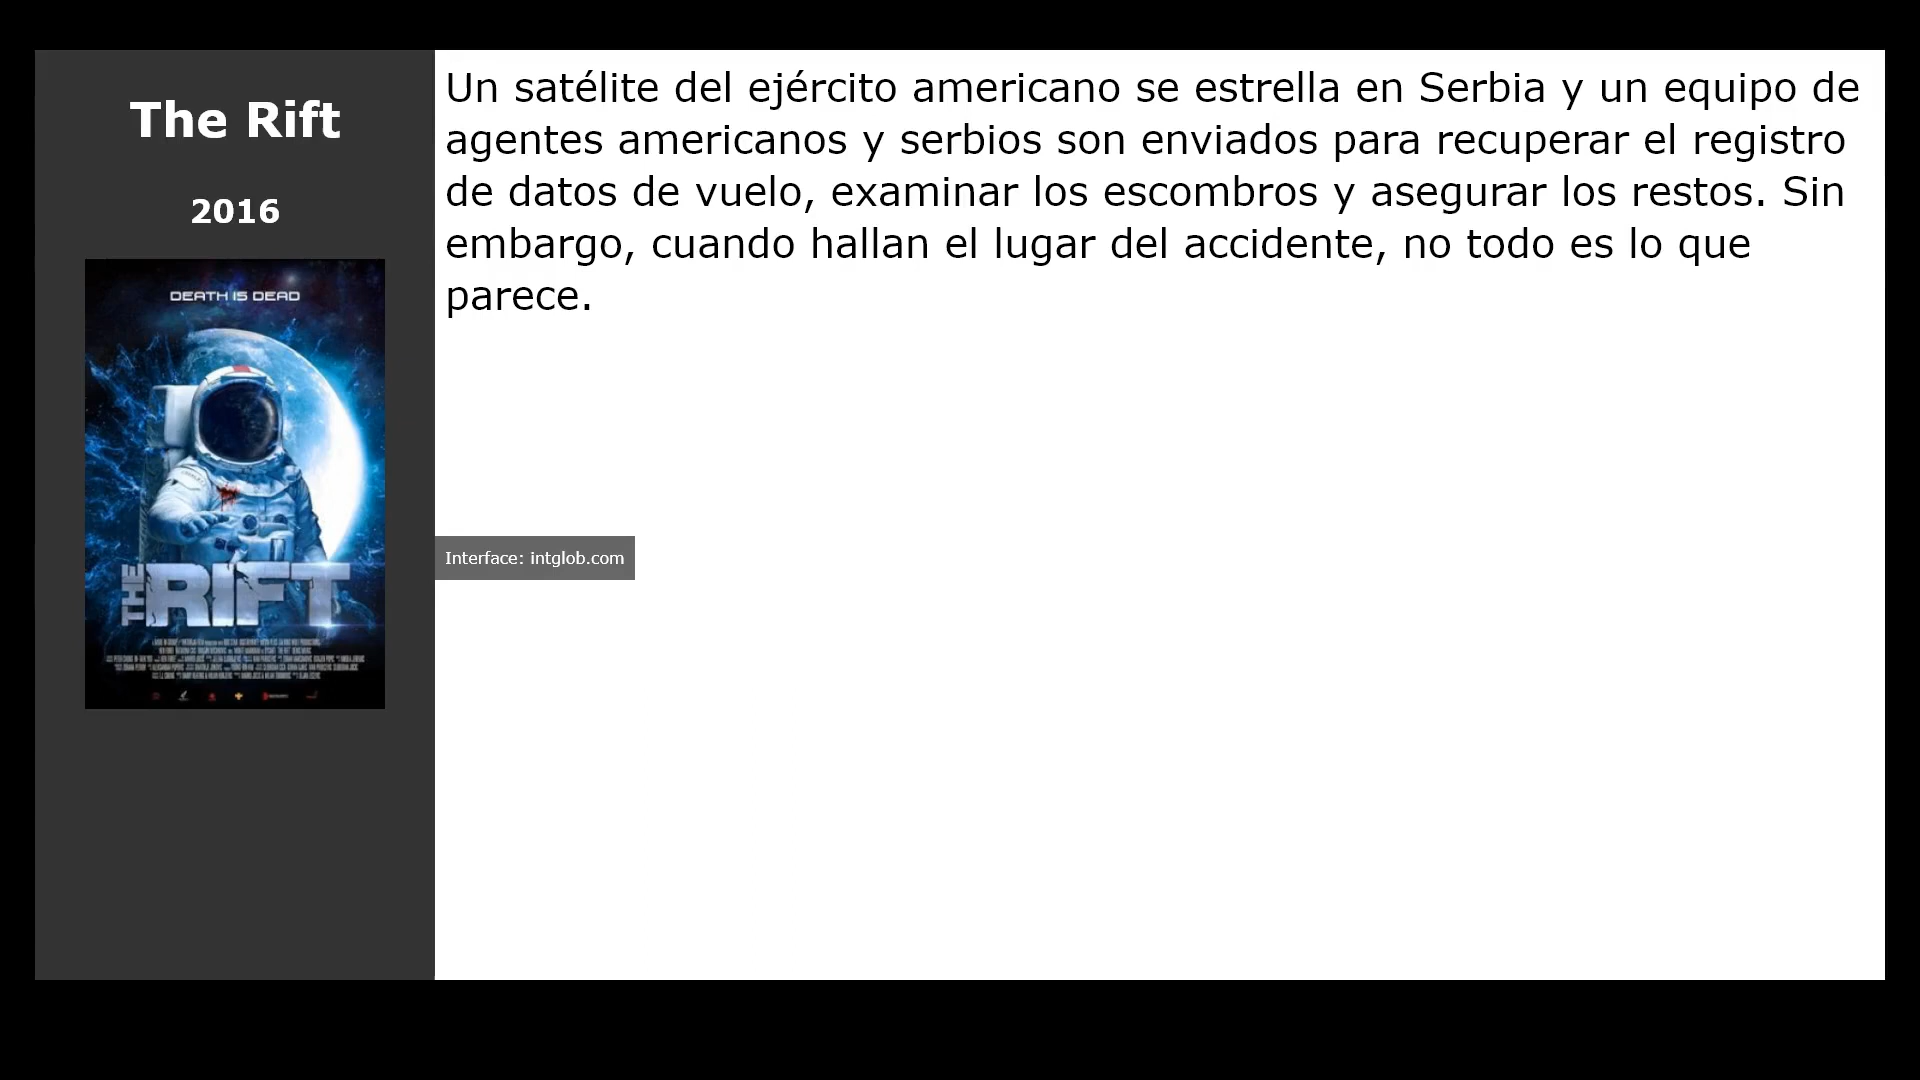 The Rift
2016
DEATH IS DEAD
THE RIFT
Un satélite del ejército americano se estrella en Serbia y un equipo de
agentes americanos y serbios son enviados para recuperar el registro
de datos de vuelo, examinar los escombros y asegurar los restos. Sin
embargo, cuando hallan el lugar del accidente, no todo es lo que
parece.
Interface: intglob.com